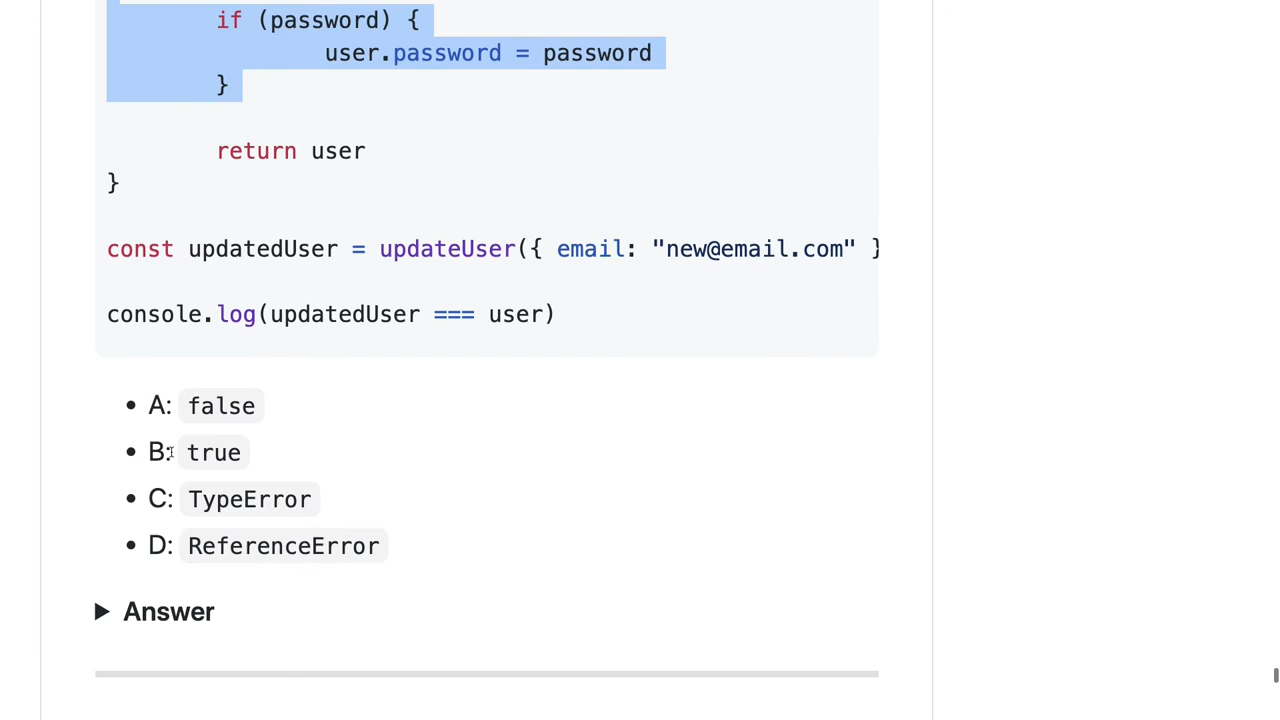 if (password) {
user.password = password
}
return user
}
const updatedUser = updateUser({ email: "new@email.com" }
console.log(updatedUser === user)
A: false
B: true
C: TypeError
D: ReferenceError
▶ Answer